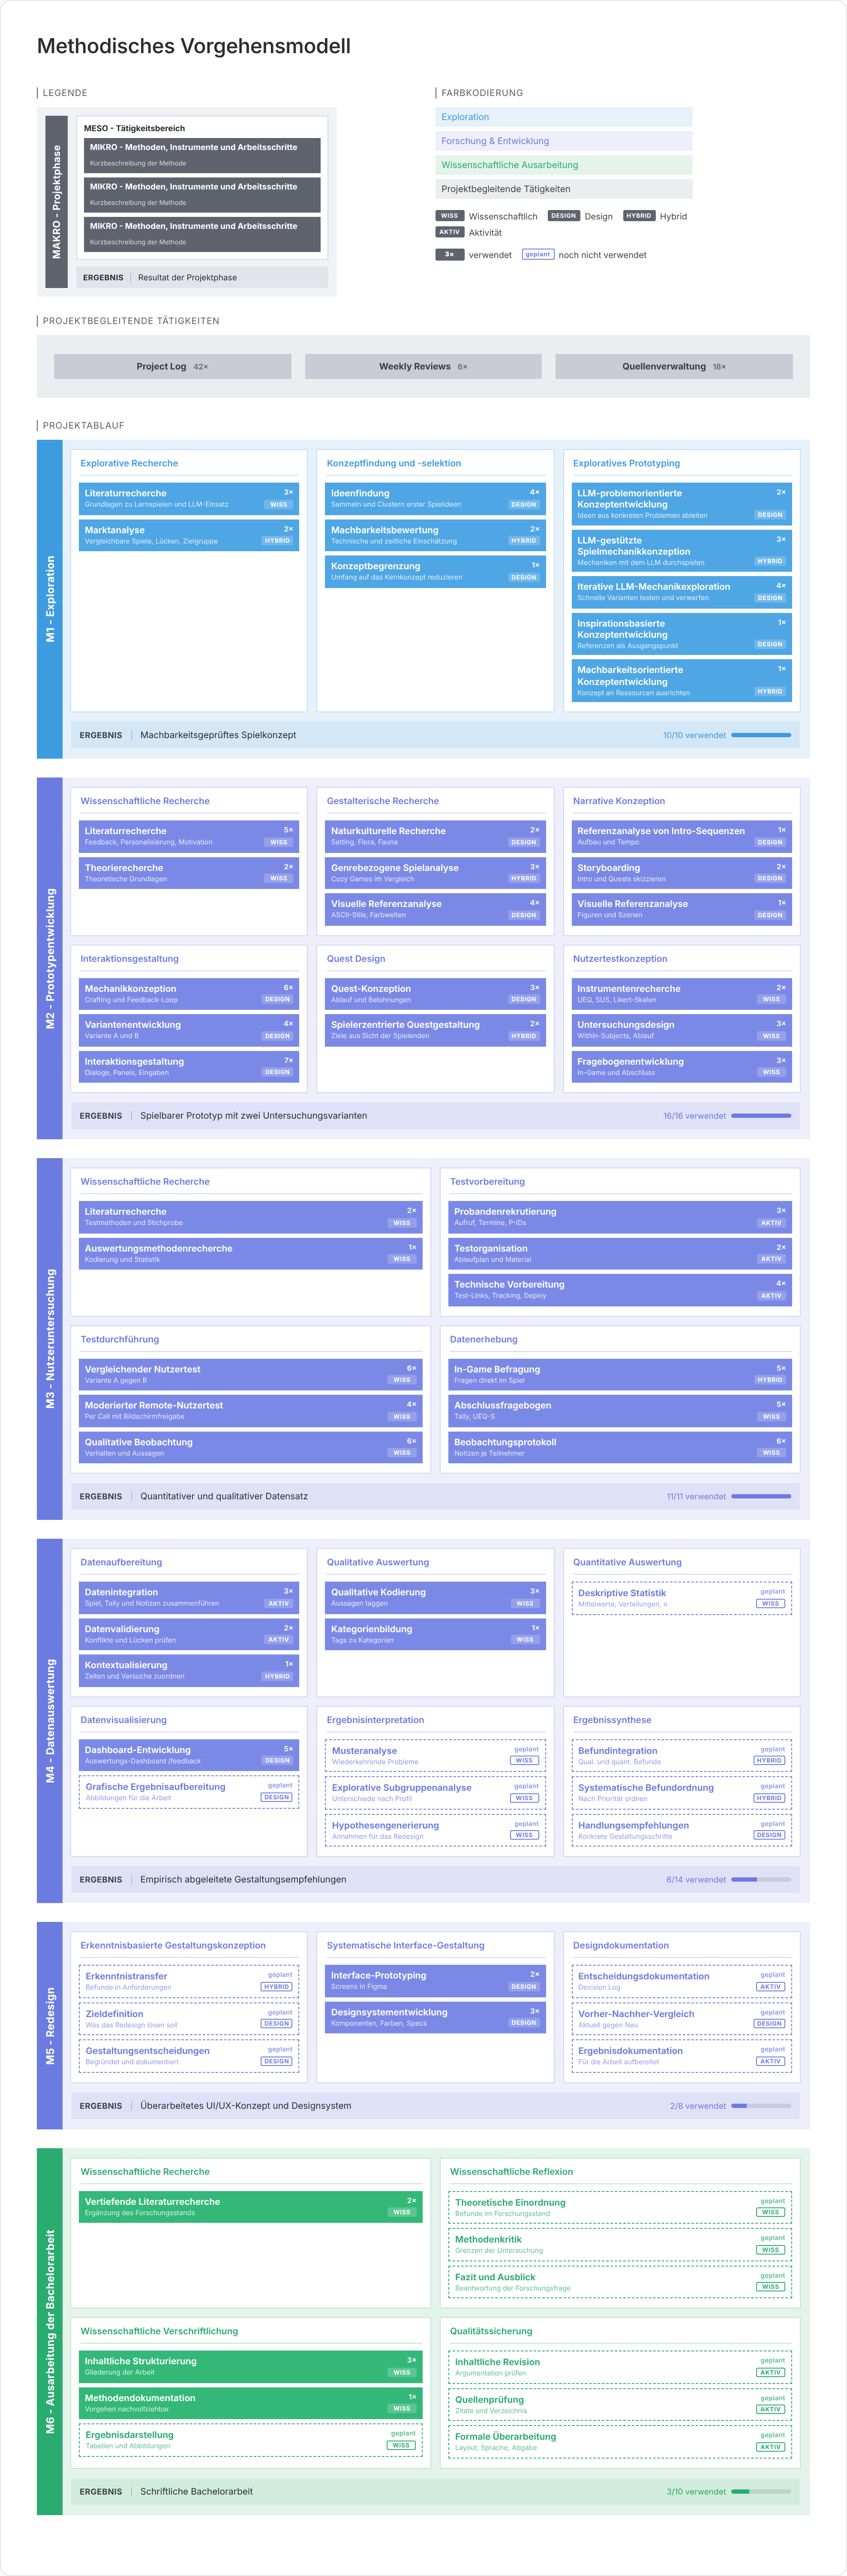 Methodisches Vorgehensmodell
LEGENDE
MAKRO - Projektphase
MESO - Tätigkeitsbereich
MIKRO - Methoden, Instrumente und Arbeitsschritte
Kurzbeschreibung der Methode
MIKRO - Methoden, Instrumente und Arbeitsschritte
Kurzbeschreibung der Methode
MIKRO - Methoden, Instrumente und Arbeitsschritte
Kurzbeschreibung der Methode
ERGEBNIS Resultat der Projektphase
FARBKODIERUNG
Exploration
Forschung & Entwicklung
Wissenschaftliche Ausarbeitung
Projektbegleitende Tätigkeiten
WISS Wissenschaftlich DESIGN Design HYBRID Hybrid
AKTIV Aktivität
3× verwendet geplant noch nicht verwendet
PROJEKTBEGLEITENDE TÄTIGKEITEN
Project Log 42×
Weekly Reviews 6×
Quellenverwaltung 18×
PROJEKTABLAUF
M1 - Exploration
Explorative Recherche
Literaturrecherche 3×
Grundlagen zu Lernspielen und LLM-Einsatz WISS
Marktanalyse 2×
Vergleichbare Spiele, Lücken, Zielgruppe HYBRID
Konzeptfindung und -selektion
Ideenfindung 4×
Sammeln und Clustern erster Spielideen DESIGN
Machbarkeitsbewertung 2×
Technische und zeitliche Einschätzung HYBRID
Konzeptbegrenzung 1×
Umfang auf das Kernkonzept reduzieren DESIGN
Exploratives Prototyping
LLM-problemorientierte 2×
Konzeptentwicklung
Ideen aus konkreten Problemen ableiten DESIGN
LLM-gestützte 3×
Spielmechanikkonzeption
Mechaniken mit dem LLM durchspielen HYBRID
Iterative LLM-Mechanikexploration 4×
Schnelle Varianten testen und verwerfen DESIGN
Inspirationsbasierte 1×
Konzeptentwicklung
Referenzen als Ausgangspunkt DESIGN
Machbarkeitsorientierte 1×
Konzeptentwicklung
Konzept an Ressourcen ausrichten HYBRID
ERGEBNIS Machbarkeitsgeprüftes Spielkonzept 10/10 verwendet
M2 - Prototypentwicklung
Wissenschaftliche Recherche
Literaturrecherche 5×
Feedback, Personalisierung, Motivation WISS
Theorierecherche 2×
Theoretische Grundlagen WISS
Gestalterische Recherche
Naturkulturelle Recherche 2×
Setting, Flora, Fauna DESIGN
Genrebezogene Spielanalyse 3×
Cozy Games im Vergleich HYBRID
Visuelle Referenzanalyse 4×
ASCII-Stile, Farbwelten DESIGN
Narrative Konzeption
Referenzanalyse von Intro-Sequenzen 1×
Aufbau und Tempo DESIGN
Storyboarding 2×
Intro und Quests skizzieren DESIGN
Visuelle Referenzanalyse 1×
Figuren und Szenen DESIGN
Interaktionsgestaltung
Mechanikkonzeption 6×
Crafting und Feedback-Loop DESIGN
Variantenentwicklung 4×
Variante A und B DESIGN
Interaktionsgestaltung 7×
Dialoge, Panels, Eingaben DESIGN
Quest Design
Quest-Konzeption 3×
Ablauf und Belohnungen DESIGN
Spielerzentrierte Questgestaltung 2×
Ziele aus Sicht der Spielenden HYBRID
Nutzertestkonzeption
Instrumentenrecherche 2×
UEQ, SUS, Likert-Skalen WISS
Untersuchungsdesign 3×
Within-Subjects, Ablauf WISS
Fragebogenentwicklung 3×
In-Game und Abschluss WISS
ERGEBNIS Spielbarer Prototyp mit zwei Untersuchungsvarianten 16/16 verwendet
M3 - Nutzeruntersuchung
Wissenschaftliche Recherche
Literaturrecherche 2×
Testmethoden und Stichprobe WISS
Auswertungsmethodenrecherche 1×
Kodierung und Statistik WISS
Testvorbereitung
Probandenrekrutierung 3×
Aufruf, Termine, P-IDs AKTIV
Testorganisation 2×
Ablaufplan und Material AKTIV
Technische Vorbereitung 4×
Test-Links, Tracking, Deploy AKTIV
Testdurchführung
Vergleichender Nutzertest 6×
Variante A gegen B WISS
Moderierter Remote-Nutzertest 4×
Per Call mit Bildschirmfreigabe WISS
Qualitative Beobachtung 6×
Verhalten und Aussagen WISS
Datenerhebung
In-Game Befragung 5×
Fragen direkt im Spiel HYBRID
Abschlussfragebogen 5×
Tally, UEQ-S WISS
Beobachtungsprotokoll 6×
Notizen je Teilnehmer WISS
ERGEBNIS Quantitativer und qualitativer Datensatz 11/11 verwendet
M4 - Datenauswertung
Datenaufbereitung
Datenintegration 3×
Spiel, Tally und Notizen zusammenführen AKTIV
Datenvalidierung 2×
Konflikte und Lücken prüfen AKTIV
Kontextualisierung 1×
Zeiten und Versuche zuordnen HYBRID
Qualitative Auswertung
Qualitative Kodierung 3×
Aussagen taggen WISS
Kategorienbildung 1×
Tags zu Kategorien WISS
Quantitative Auswertung
Deskriptive Statistik geplant
Mittelwerte, Verteilungen, n WISS
Datenvisualisierung
Dashboard-Entwicklung 5×
Auswertungs-Dashboard /feedback DESIGN
Grafische Ergebnisaufbereitung geplant
Abbildungen für die Arbeit DESIGN
Ergebnisinterpretation
Musteranalyse geplant
Wiederkehrende Probleme WISS
Explorative Subgruppenanalyse geplant
Unterschiede nach Profil WISS
Hypothesengenerierung geplant
Annahmen für das Redesign WISS
Ergebnissynthese
Befundintegration geplant
Qual. und quant. Befunde HYBRID
Systematische Befundordnung geplant
Nach Priorität ordnen HYBRID
Handlungsempfehlungen geplant
Konkrete Gestaltungsschritte DESIGN
ERGEBNIS Empirisch abgeleitete Gestaltungsempfehlungen 6/14 verwendet
M5 - Redesign
Erkenntnisbasierte Gestaltungskonzeption
Erkenntnistransfer geplant
Befunde in Anforderungen HYBRID
Zieldefinition geplant
Was das Redesign lösen soll DESIGN
Gestaltungsentscheidungen geplant
Begründet und dokumentiert DESIGN
Systematische Interface-Gestaltung
Interface-Prototyping 2×
Screens in Figma DESIGN
Designsystementwicklung 3×
Komponenten, Farben, Specs DESIGN
Designdokumentation
Entscheidungsdokumentation geplant
Decision Log AKTIV
Vorher-Nachher-Vergleich geplant
Aktuell gegen Neu DESIGN
Ergebnisdokumentation geplant
Für die Arbeit aufbereitet AKTIV
ERGEBNIS Überarbeitetes UI/UX-Konzept und Designsystem 2/8 verwendet
M6 - Ausarbeitung der Bachelorarbeit
Wissenschaftliche Recherche
Vertiefende Literaturrecherche 2×
Ergänzung des Forschungsstands WISS
Wissenschaftliche Reflexion
Theoretische Einordnung geplant
Befunde im Forschungsstand WISS
Methodenkritik geplant
Grenzen der Untersuchung WISS
Fazit und Ausblick geplant
Beantwortung der Forschungsfrage WISS
Wissenschaftliche Verschriftlichung
Inhaltliche Strukturierung 3×
Gliederung der Arbeit WISS
Methodendokumentation 1×
Vorgehen nachvollziehbar WISS
Ergebnisdarstellung geplant
Tabellen und Abbildungen WISS
Qualitätssicherung
Inhaltliche Revision geplant
Argumentation prüfen AKTIV
Quellenprüfung geplant
Zitate und Verzeichnis AKTIV
Formale Überarbeitung geplant
Layout, Sprache, Abgabe AKTIV
ERGEBNIS Schriftliche Bachelorarbeit 3/10 verwendet